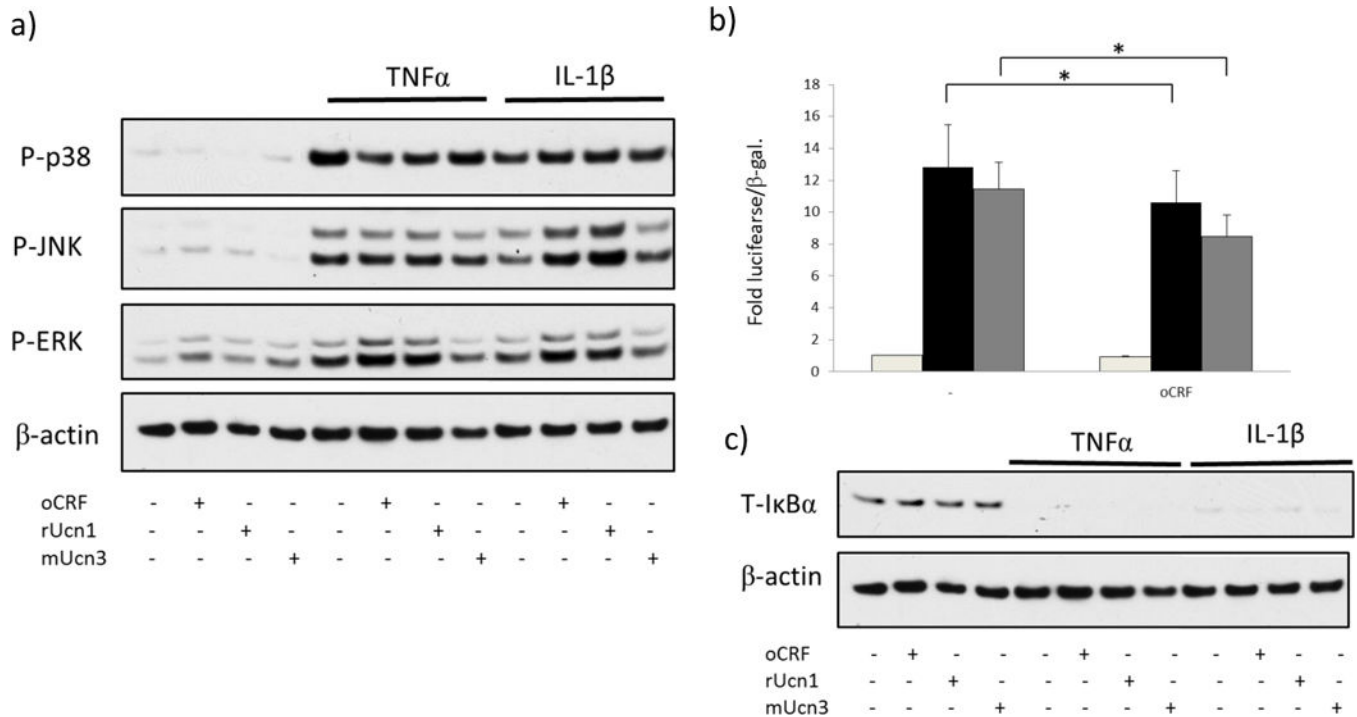 a)
TNFα IL-1β
P-p38
P-JNK
P-ERK
β-actin
oCRF - + - - - + - - - + - -
rUcn1 - - + - - - + - - - + -
mUcn3 - - - + - - - + - - - +
b)
* 
*
18
16
14
12
10
8
6
4
2
0
Fold lucifearse/β-gal.
- oCRF
c)
TNFα IL-1β
T-IκBα
β-actin
oCRF - + - - - + - - - + - -
rUcn1 - - + - - - + - - - + -
mUcn3 - - - + - - - + - - - +